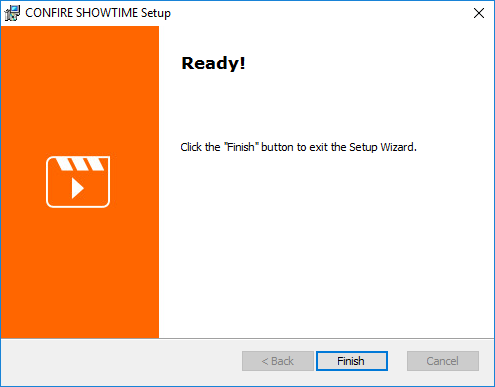 CONFIRE SHOWTIME Setup
Ready!
Click the "Finish" button to exit the Setup Wizard.
< Back
Finish
Cancel